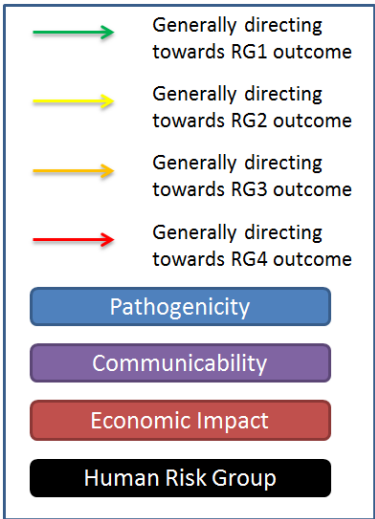 Generally directing
towards RG1 outcome
Generally directing
towards RG2 outcome
Generally directing
towards RG3 outcome
Generally directing
towards RG4 outcome
Pathogenicity
Communicability
Economic Impact
Human Risk Group